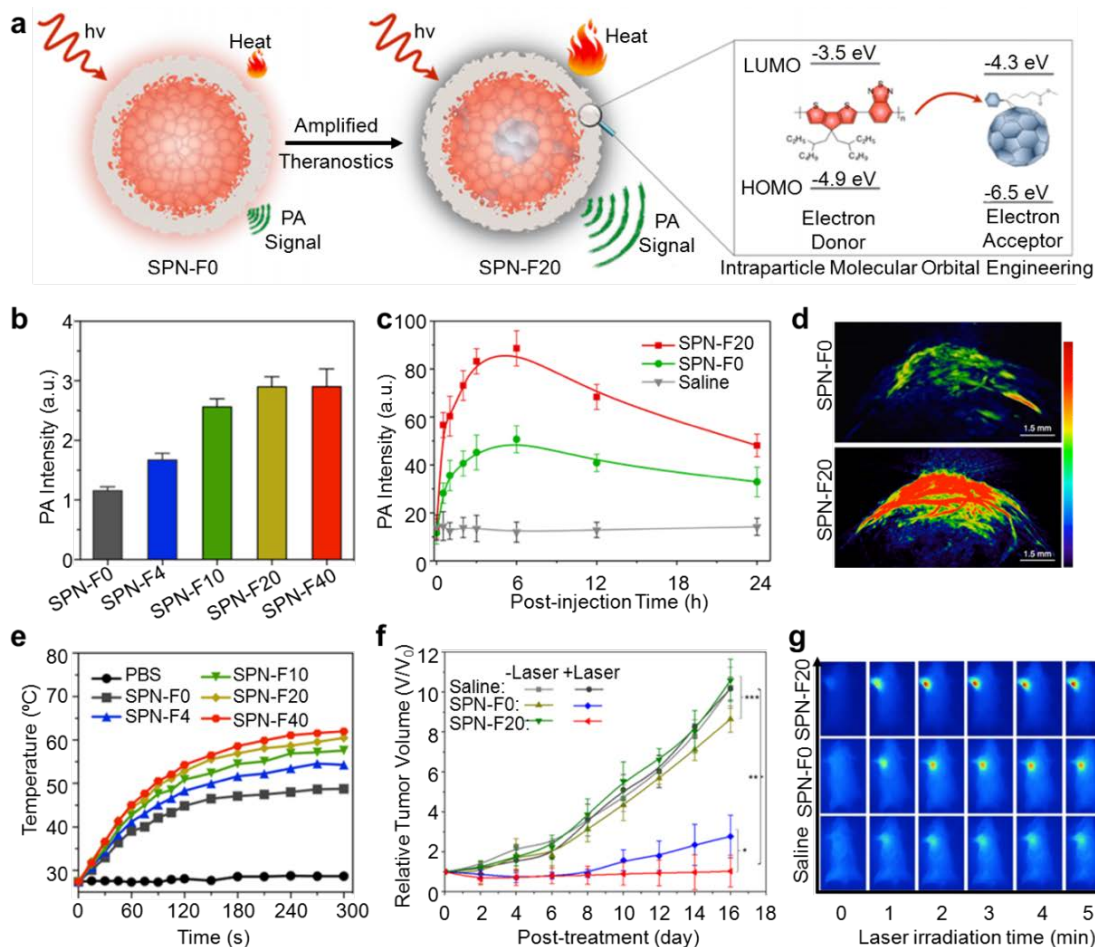 a
hν
Heat
SPN-F0
PA
Signal
Amplified
Theranostics
hν
Heat
SPN-F20
PA
Signal
LUMO
-3.5 eV
-4.3 eV
S
S
N
S
N
n
C₂H₅
C₂H₅
C₄H₉
C₄H₉
HOMO
-4.9 eV
-6.5 eV
Electron
Donor
Electron
Acceptor
Intraparticle Molecular Orbital Engineering
b
PA Intensity (a.u.)
4
3
2
1
0
SPN-F0
SPN-F4
SPN-F10
SPN-F20
SPN-F40
c
PA Intensity (a.u.)
100
80
60
40
20
0
SPN-F20
SPN-F0
Saline
0 6 12 18 24
Post-injection Time (h)
d
SPN-F0
1.5 mm
SPN-F20
1.5 mm
e
Temperature (ºC)
80
70
60
50
40
30
PBS
SPN-F0
SPN-F4
SPN-F10
SPN-F20
SPN-F40
0 60 120 180 240 300
Time (s)
f
Relative Tumor Volume (V/V₀)
12
10
8
6
4
2
0
-Laser +Laser
Saline:
SPN-F0:
SPN-F20:
***
**
*
0 2 4 6 8 10 12 14 16 18
Post-treatment (day)
g
SPN-F20
SPN-F0
Saline
0 1 2 3 4 5
Laser irradiation time (min)